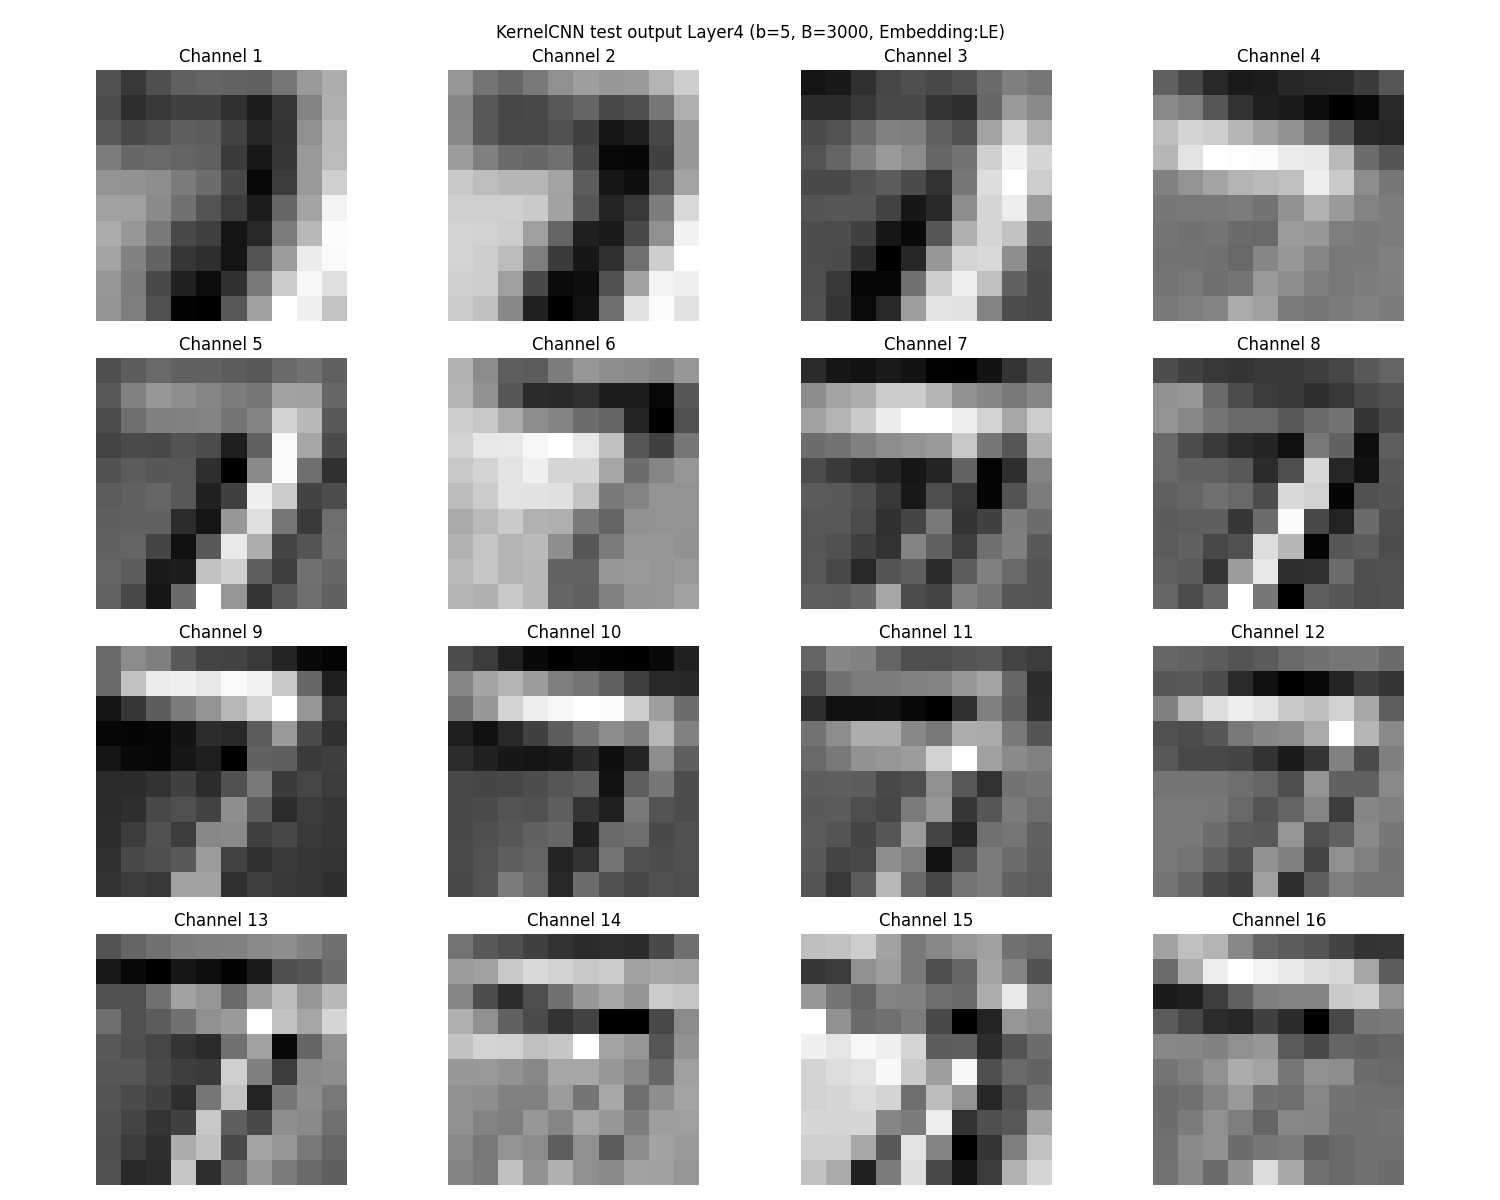 KernelCNN test output Layer4 (b=5, B=3000, Embedding:LE)
Channel 1 Channel 2 Channel 3 Channel 4
Channel 5 Channel 6 Channel 7 Channel 8
Channel 9 Channel 10 Channel 11 Channel 12
Channel 13 Channel 14 Channel 15 Channel 16